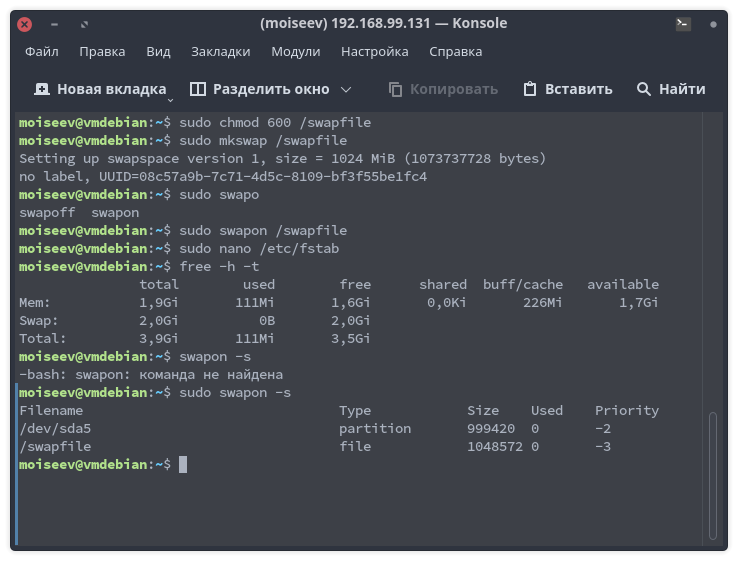 (moiseev) 192.168.99.131 — Konsole
Файл Правка Вид Закладки Модули Настройка Справка
Новая вкладка Разделить окно Копировать Вставить Найти
moiseev@vmdebian:~$ sudo chmod 600 /swapfile
moiseev@vmdebian:~$ sudo mkswap /swapfile
Setting up swapspace version 1, size = 1024 MiB (1073737728 bytes)
no label, UUID=08c57a9b-7c71-4d5c-8109-bf3f55be1fc4
moiseev@vmdebian:~$ sudo swapo
swapoff  swapon
moiseev@vmdebian:~$ sudo swapon /swapfile
moiseev@vmdebian:~$ sudo nano /etc/fstab
moiseev@vmdebian:~$ free -h -t
               total        used        free      shared  buff/cache   available
Mem:           1,9Gi       111Mi       1,6Gi       0,0Ki       226Mi       1,7Gi
Swap:          2,0Gi          0B       2,0Gi
Total:         3,9Gi       111Mi       3,5Gi
moiseev@vmdebian:~$ swapon -s
-bash: swapon: команда не найдена
moiseev@vmdebian:~$ sudo swapon -s
Filename                                Type            Size    Used    Priority
/dev/sda5                               partition       999420  0       -2
/swapfile                               file            1048572 0       -3
moiseev@vmdebian:~$